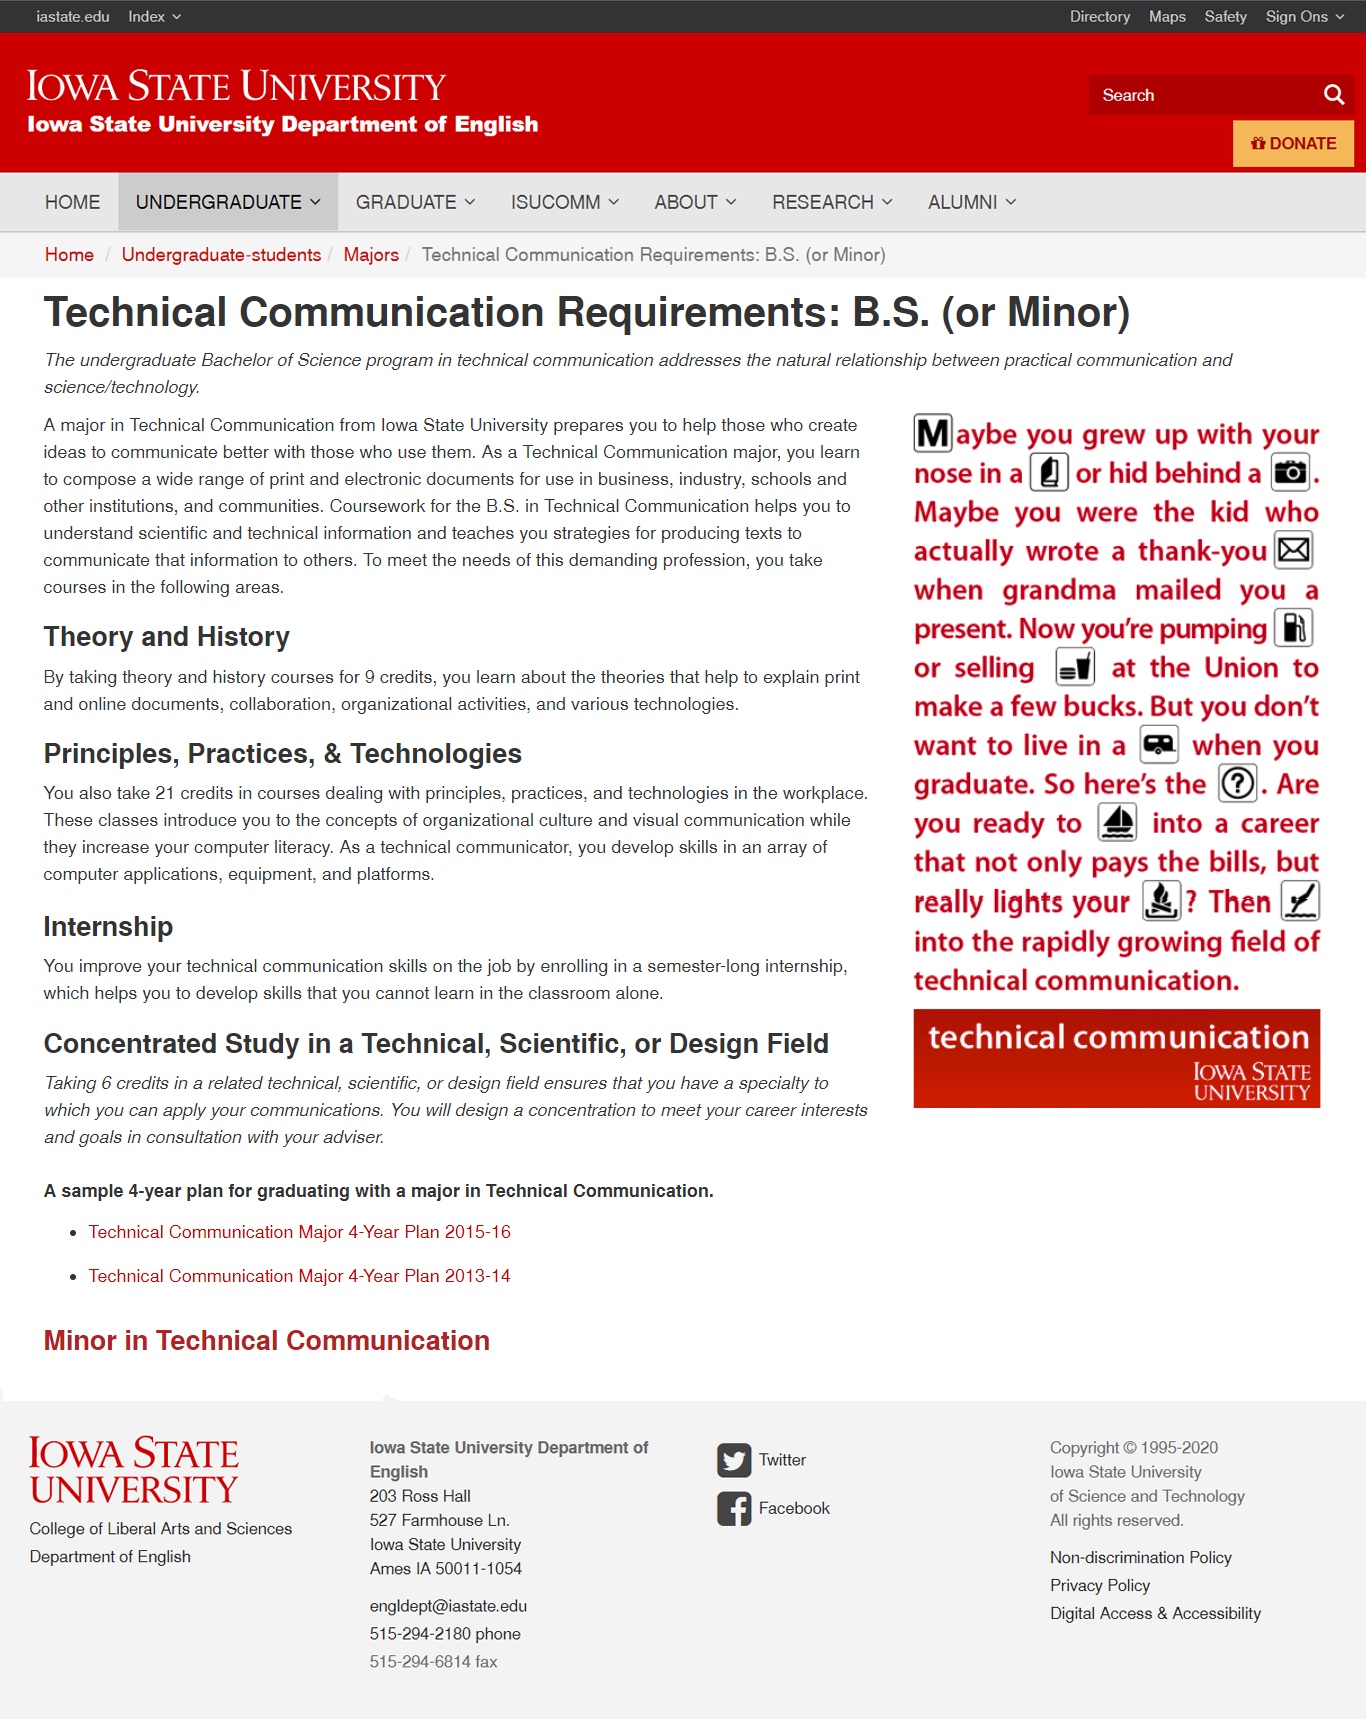 iastate.edu Index Directory Maps Safety Sign Ons
IOWA STATE UNIVERSITY
Iowa State University Department of English
Search
DONATE
HOME UNDERGRADUATE GRADUATE ISUCOMM ABOUT RESEARCH ALUMNI
Home / Undergraduate-students / Majors / Technical Communication Requirements: B.S. (or Minor)
Technical Communication Requirements: B.S. (or Minor)
The undergraduate Bachelor of Science program in technical communication addresses the natural relationship between practical communication and
science/technology.
A major in Technical Communication from Iowa State University prepares you to help those who create
ideas to communicate better with those who use them. As a Technical Communication major, you learn
to compose a wide range of print and electronic documents for use in business, industry, schools and
other institutions, and communities. Coursework for the B.S. in Technical Communication helps you to
understand scientific and technical information and teaches you strategies for producing texts to
communicate that information to others. To meet the needs of this demanding profession, you take
courses in the following areas.
Theory and History
By taking theory and history courses for 9 credits, you learn about the theories that help to explain print
and online documents, collaboration, organizational activities, and various technologies.
Principles, Practices, & Technologies
You also take 21 credits in courses dealing with principles, practices, and technologies in the workplace.
These classes introduce you to the concepts of organizational culture and visual communication while
they increase your computer literacy. As a technical communicator, you develop skills in an array of
computer applications, equipment, and platforms.
Internship
You improve your technical communication skills on the job by enrolling in a semester-long internship,
which helps you to develop skills that you cannot learn in the classroom alone.
Concentrated Study in a Technical, Scientific, or Design Field
Taking 6 credits in a related technical, scientific, or design field ensures that you have a specialty to
which you can apply your communications. You will design a concentration to meet your career interests
and goals in consultation with your adviser.
A sample 4-year plan for graduating with a major in Technical Communication.
• Technical Communication Major 4-Year Plan 2015-16
• Technical Communication Major 4-Year Plan 2013-14
Minor in Technical Communication
Maybe you grew up with your
nose in a or hid behind a .
Maybe you were the kid who
actually wrote a thank-you
when grandma mailed you a
present. Now you're pumping
or selling at the Union to
make a few bucks. But you don't
want to live in a when you
graduate. So here's the ?. Are
you ready to into a career
that not only pays the bills, but
really lights your ? Then
into the rapidly growing field of
technical communication.
technical communication
IOWA STATE
UNIVERSITY
IOWA STATE
UNIVERSITY
College of Liberal Arts and Sciences
Department of English
Iowa State University Department of
English
203 Ross Hall
527 Farmhouse Ln.
Iowa State University
Ames IA 50011-1054
engldept@iastate.edu
515-294-2180 phone
515-294-6814 fax
Twitter
Facebook
Copyright © 1995-2020
Iowa State University
of Science and Technology
All rights reserved.
Non-discrimination Policy
Privacy Policy
Digital Access & Accessibility